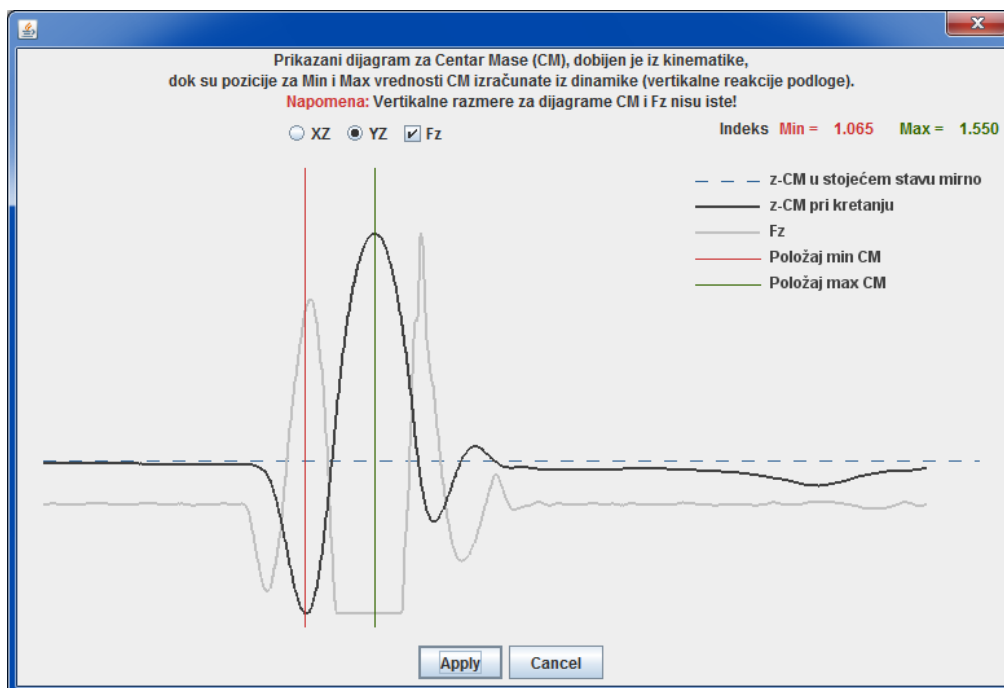 Prikazani dijagram za Centar Mase (CM), dobijen je iz kinematike,
dok su pozicije za Min i Max vrednosti CM izračunate iz dinamike (vertikalne reakcije podloge).
Napomena: Vertikalne razmere za dijagrame CM i Fz nisu iste!
XZ YZ Fz
Indeks Min = 1.065 Max = 1.550
z-CM u stojećem stavu mirno
z-CM pri kretanju
Fz
Položaj min CM
Položaj max CM
Apply Cancel